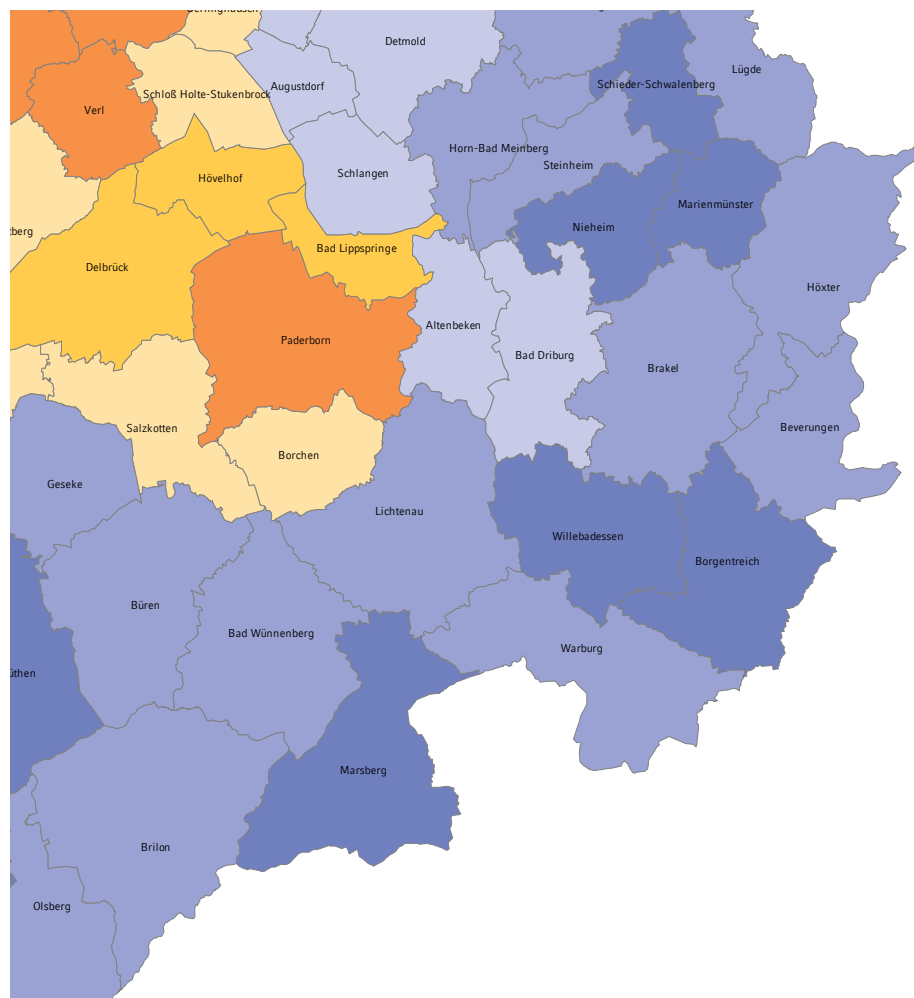 Detmold
Lügde
Schieder-Schwalenberg
Augustdorf
Schloß Holte-Stukenbrock
Verl
Horn-Bad Meinberg
Steinheim
Schlangen
Hövelhof
Marienmünster
Nieheim
Bad Lippspringe
Delbrück
Höxter
Altenbeken
Paderborn
Bad Driburg
Brakel
Salzkotten
Beverungen
Borchen
Geseke
Lichtenau
Willebadessen
Borgentreich
Büren
Bad Wünnenberg
Warburg
Marsberg
Brilon
Olsberg